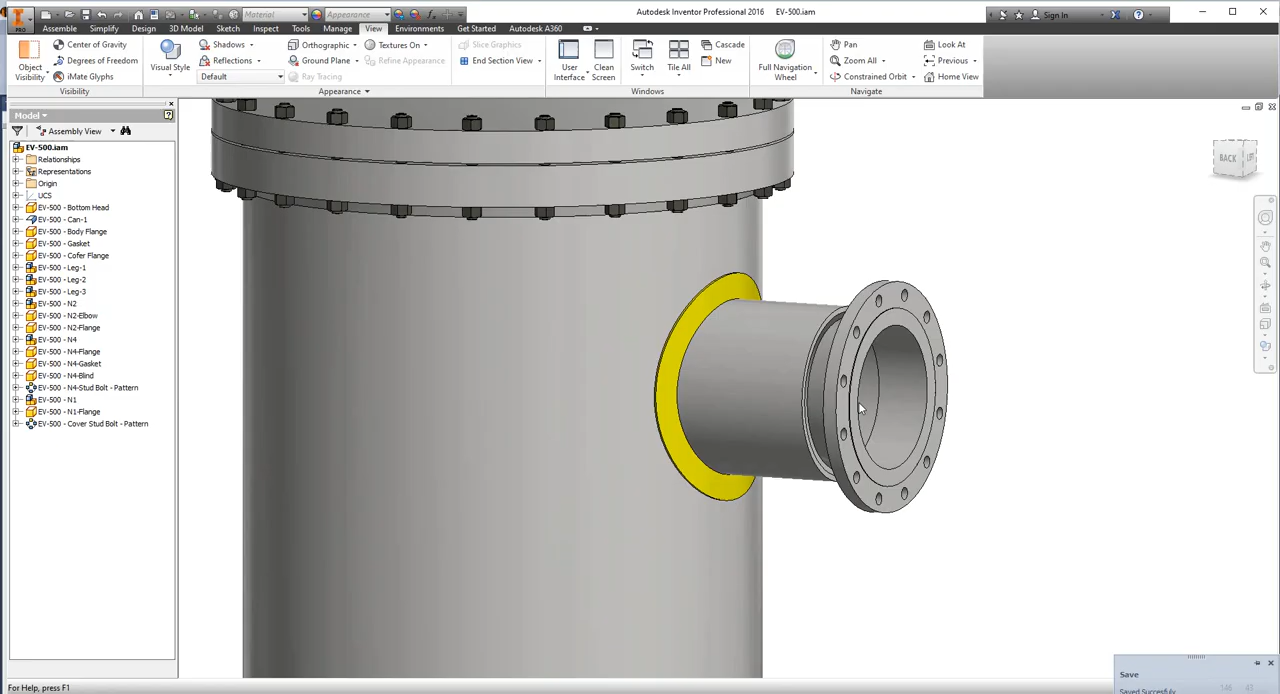 Material
Appearance
Autodesk Inventor Professional 2016 EV-500.iam
Sign In
PRO
Assemble Simplify Design 3D Model Sketch Inspect Tools Manage View Environments Get Started Autodesk A360
Object Visibility
Center of Gravity
Degrees of Freedom
iMate Glyphs
Visibility
Visual Style
Shadows
Reflections
Default
Orthographic
Ground Plane
Ray Tracing
Textures On
Refine Appearance
Appearance
Slice Graphics
End Section View
User Interface
Clean Screen
Switch
Tile All
Cascade
New
Windows
Full Navigation Wheel
Pan
Zoom All
Constrained Orbit
Look At
Previous
Home View
Navigate
Model
Assembly View
EV-500.iam
Relationships
Representations
Origin
UCS
EV-500 - Bottom Head
EV-500 - Can-1
EV-500 - Body Flange
EV-500 - Gasket
EV-500 - Cofer Flange
EV-500 - Leg-1
EV-500 - Leg-2
EV-500 - Leg-3
EV-500 - N2
EV-500 - N2-Elbow
EV-500 - N2-Flange
EV-500 - N4
EV-500 - N4-Flange
EV-500 - N4-Gasket
EV-500 - N4-Blind
EV-500 - N4-Stud Bolt - Pattern
EV-500 - N1
EV-500 - N1-Flange
EV-500 - Cover Stud Bolt - Pattern
BACK
Save
Saved Succesfuly
For Help, press F1